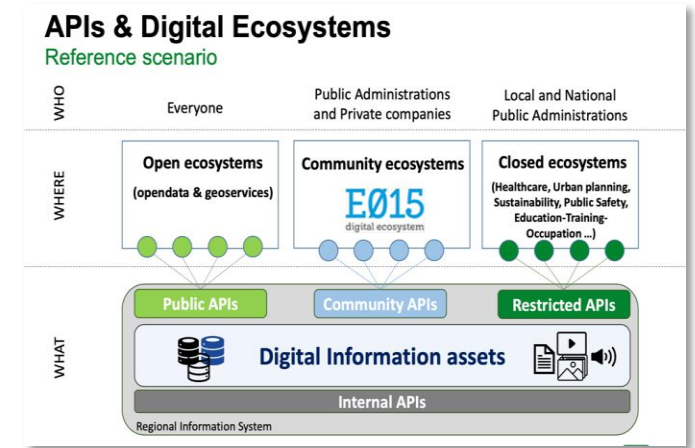 APIs & Digital Ecosystems
Reference scenario
WHO
Everyone
Public Administrations
and Private companies
Local and National
Public Administrations
WHERE
Open ecosystems
(opendata & geoservices)
Community ecosystems
EØ15
digital ecosystem
Closed ecosystems
(Healthcare, Urban planning,
Sustainability, Public Safety,
Education-Training-
Occupation ...)
WHAT
Public APIs
Community APIs
Restricted APIs
Digital Information assets
Internal APIs
Regional Information System